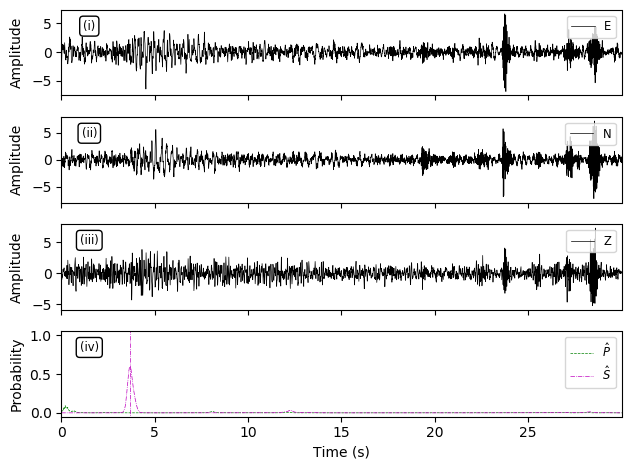 Amplitude
5
0
−5
(i)
E
Amplitude
5
0
−5
(ii)
N
Amplitude
5
0
−5
(iii)
Z
Probability
1.0
0.5
0.0
(iv)
P̂
Ŝ
0 5 10 15 20 25
Time (s)